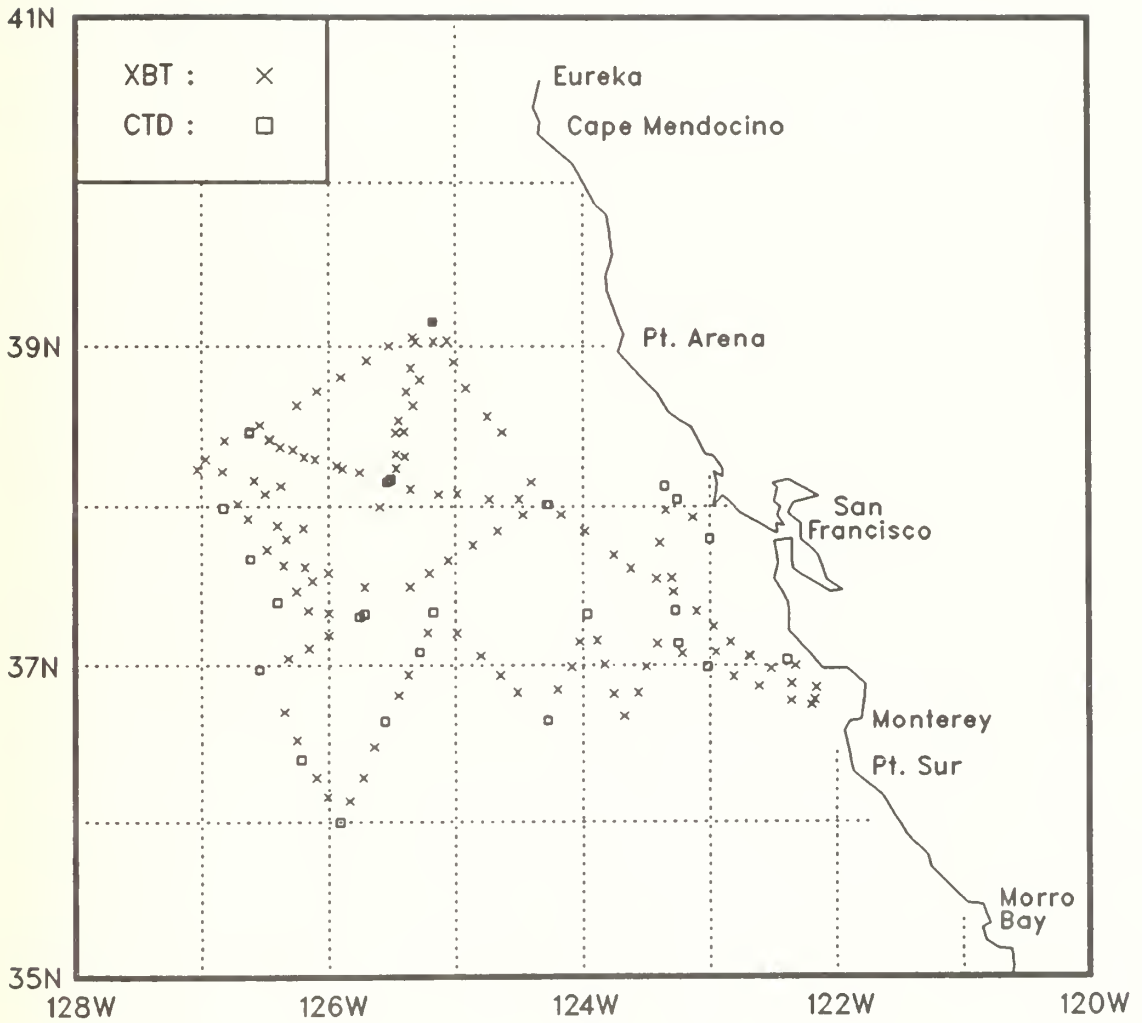 41N
XBT : ×
CTD : □
Eureka
Cape Mendocino
39N
Pt. Arena
San
Francisco
37N
Monterey
Pt. Sur
Morro
Bay
35N
128W 126W 124W 122W 120W